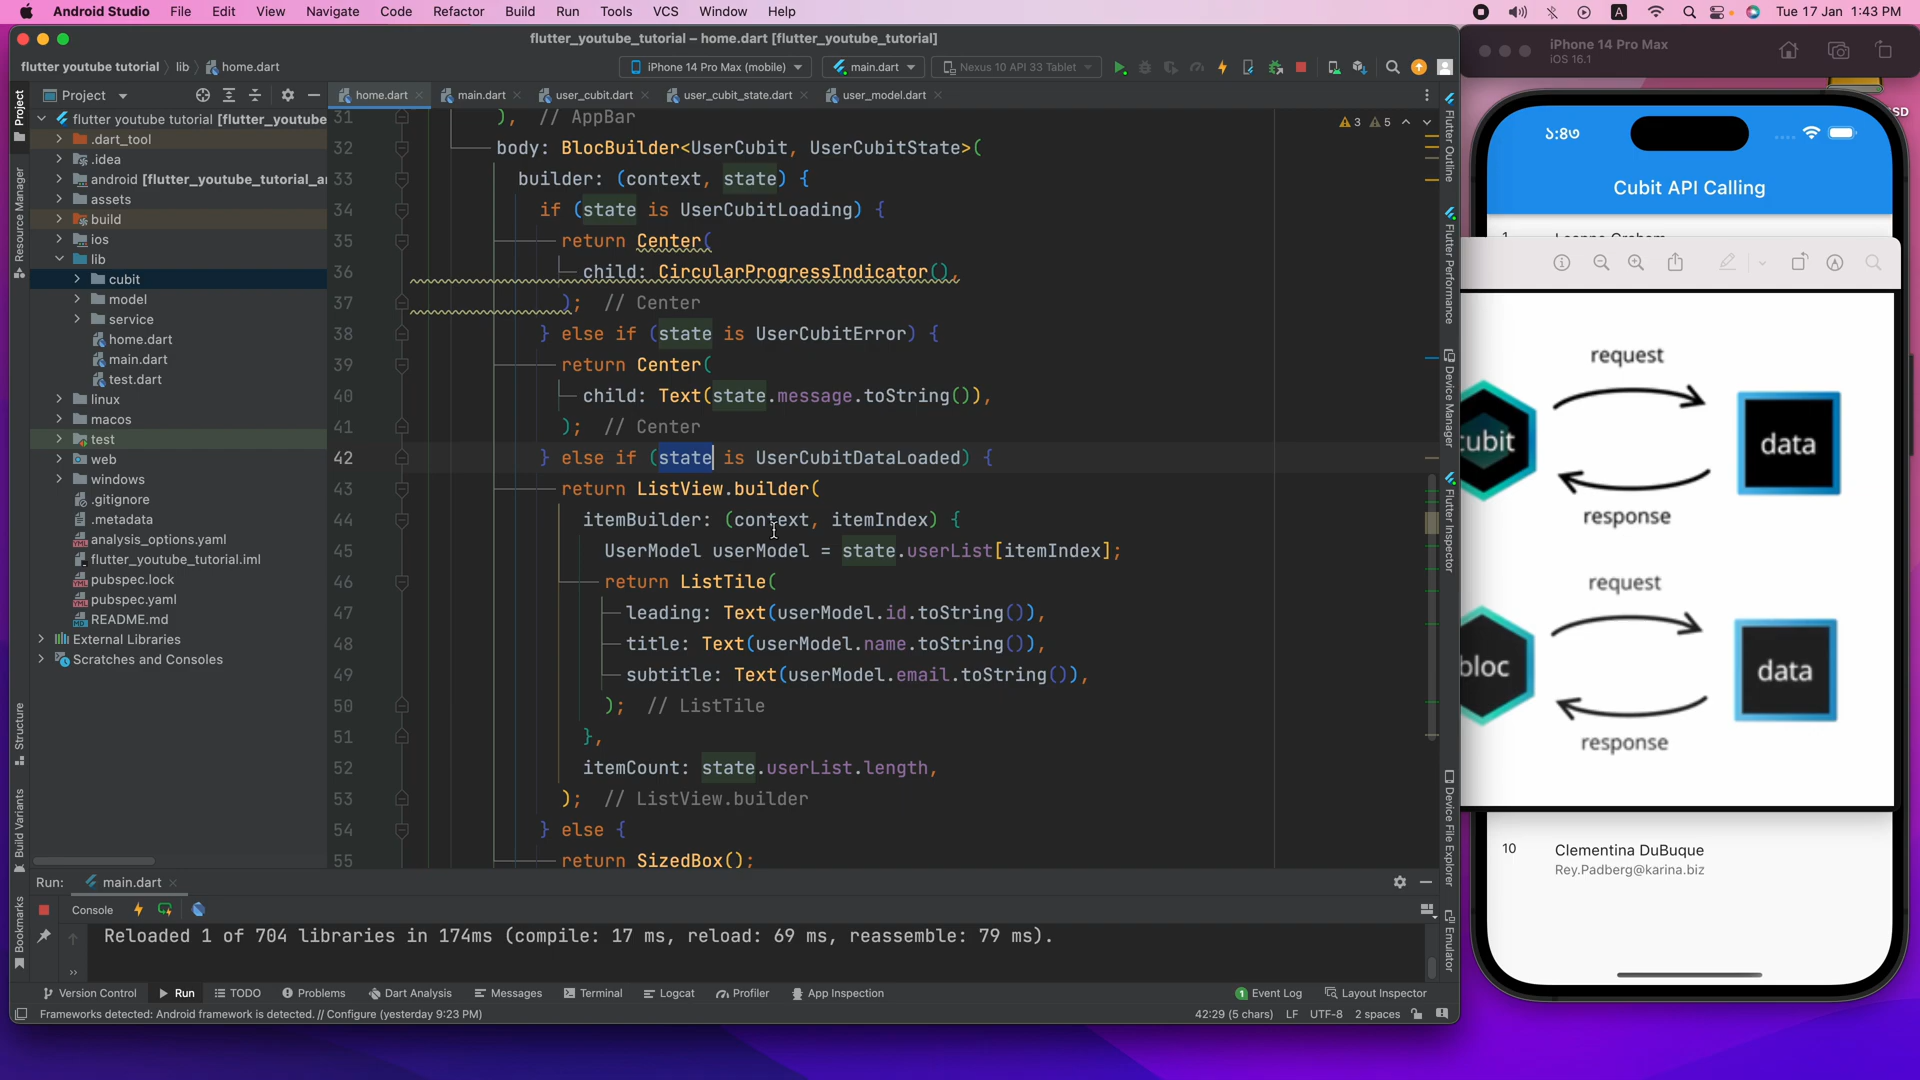 Android Studio File Edit View Navigate Code Refactor Build Run Tools VCS Window Help
A Tue 17 Jan 1:43 PM
flutter_youtube_tutorial – home.dart [flutter_youtube_tutorial]
flutter youtube tutorial lib home.dart
iPhone 14 Pro Max (mobile) main.dart Nexus 10 API 33 Tablet
Project
home.dart main.dart user_cubit.dart user_cubit_state.dart user_model.dart
flutter youtube tutorial [flutter_youtube
.dart_tool
.idea
android [flutter_youtube_tutorial_a
assets
build
ios
lib
cubit
model
service
home.dart
main.dart
test.dart
linux
macos
test
web
windows
.gitignore
.metadata
analysis_options.yaml
flutter_youtube_tutorial.iml
pubspec.lock
pubspec.yaml
README.md
External Libraries
Scratches and Consoles
Project
Resource Manager
Structure
Build Variants
Bookmarks
3 5
31 ), // AppBar
32 body: BlocBuilder<UserCubit, UserCubitState>(
33 builder: (context, state) {
34 if (state is UserCubitLoading) {
35 return Center(
36 child: CircularProgressIndicator(),
37 ); // Center
38 } else if (state is UserCubitError) {
39 return Center(
40 child: Text(state.message.toString()),
41 ); // Center
42 } else if (state is UserCubitDataLoaded) {
43 return ListView.builder(
44 itemBuilder: (context, itemIndex) {
45 UserModel userModel = state.userList[itemIndex];
46 return ListTile(
47 leading: Text(userModel.id.toString()),
48 title: Text(userModel.name.toString()),
49 subtitle: Text(userModel.email.toString()),
50 ); // ListTile
51 },
52 itemCount: state.userList.length,
53 ); // ListView.builder
54 } else {
55 return SizedBox();
Flutter Outline
Flutter Performance
Device Manager
Flutter Inspector
Device File Explorer
Emulator
Run: main.dart
Console
Reloaded 1 of 704 libraries in 174ms (compile: 17 ms, reload: 69 ms, reassemble: 79 ms).
Version Control Run TODO Problems Dart Analysis Messages Terminal Logcat Profiler App Inspection 1 Event Log Layout Inspector
Frameworks detected: Android framework is detected. // Configure (yesterday 9:23 PM) 42:29 (5 chars) LF UTF-8 2 spaces
iPhone 14 Pro Max
iOS 16.1
SD
১:৪৩
Cubit API Calling
request
cubit data
response
request
bloc data
response
10 Clementina DuBuque
Rey.Padberg@karina.biz